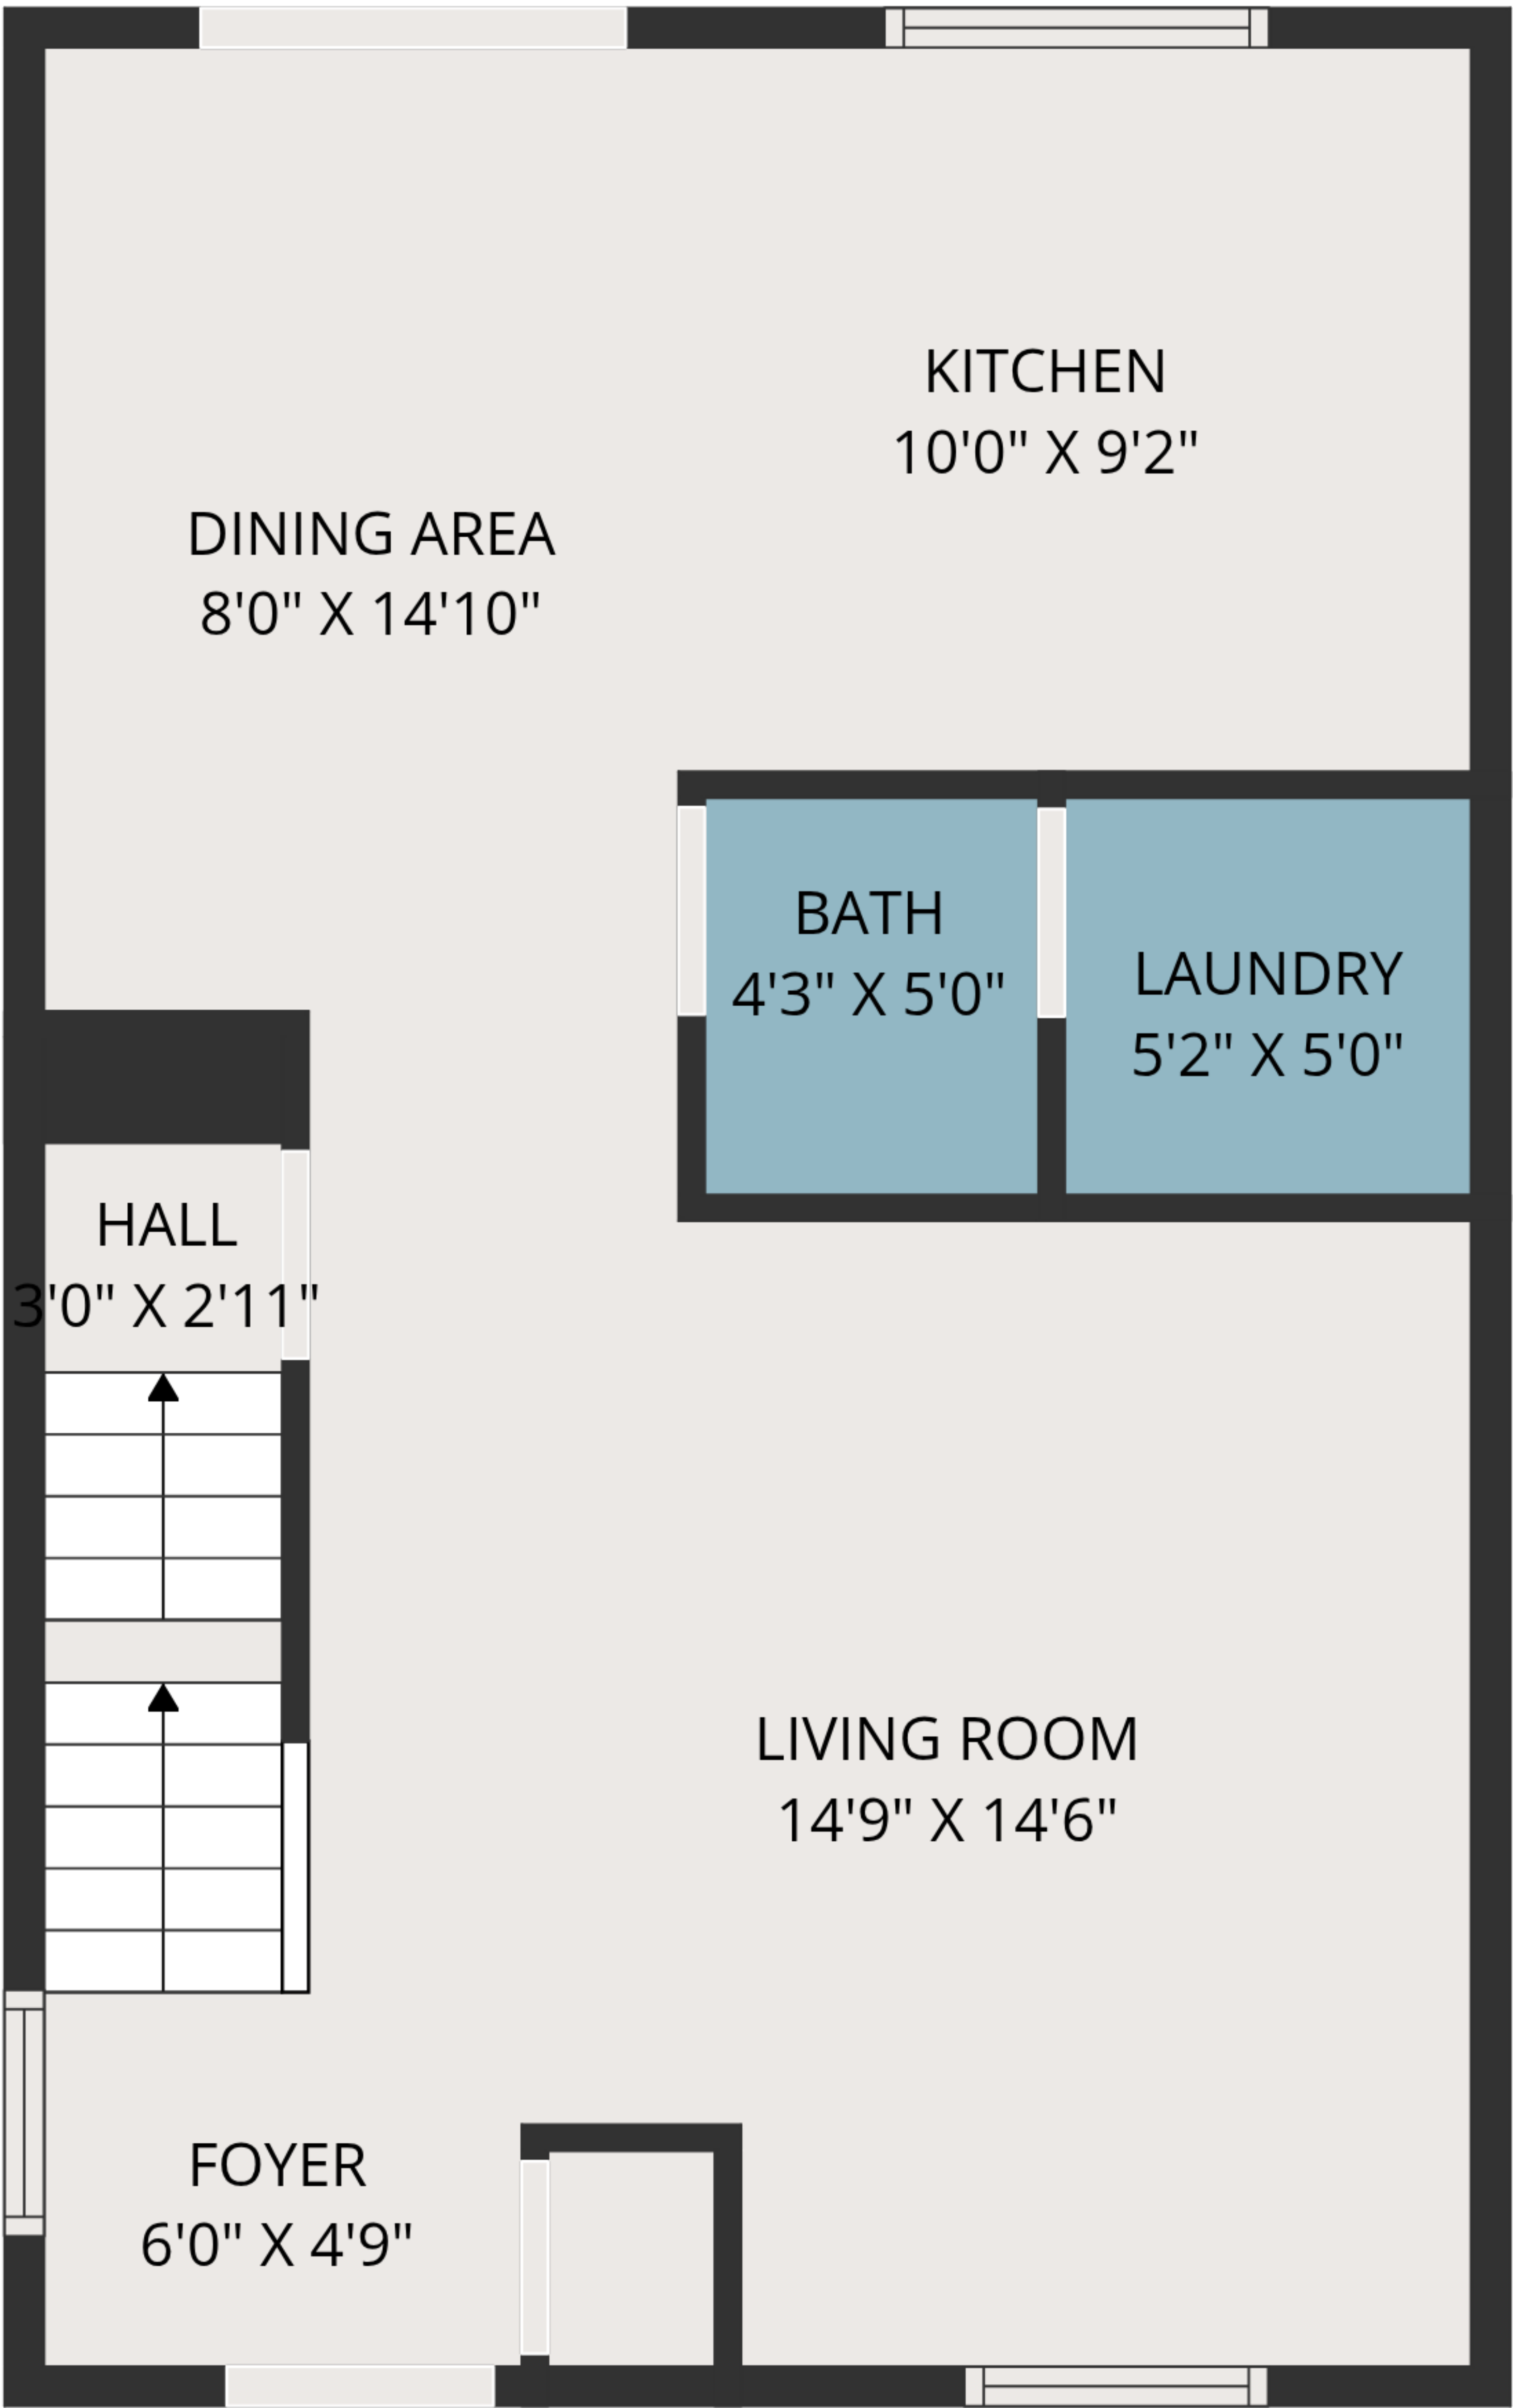 KITCHEN
10'0" X 9'2"
DINING AREA
8'0" X 14'10"
BATH
4'3" X 5'0"
LAUNDRY
5'2" X 5'0"
HALL
3'0" X 2'11"
LIVING ROOM
14'9" X 14'6"
FOYER
6'0" X 4'9"